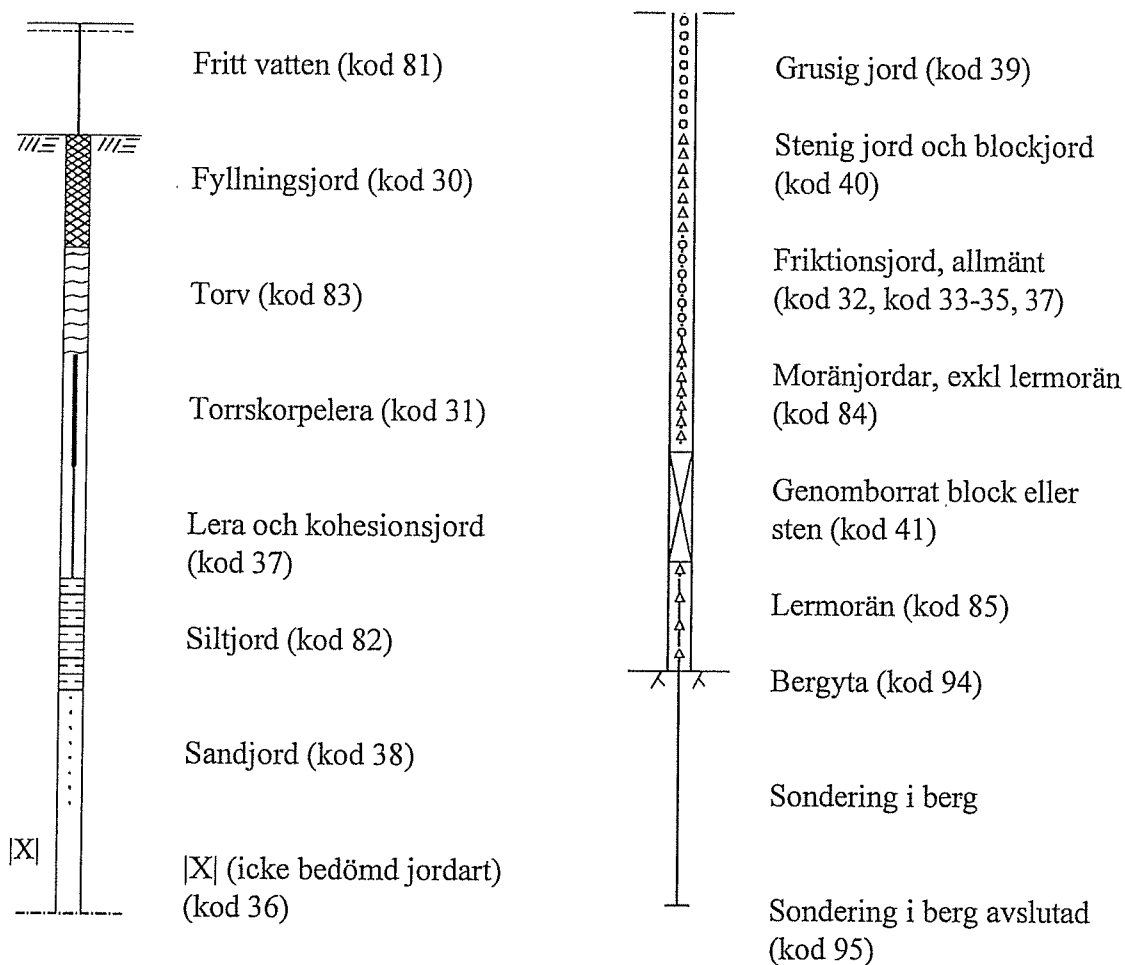 Fritt vatten (kod 81)
Fyllningsjord (kod 30)
Torv (kod 83)
Torrskorpelera (kod 31)
Lera och kohesionsjord
(kod 37)
Siltjord (kod 82)
Sandjord (kod 38)
|X|
|X| (icke bedömd jordart)
(kod 36)
Grusig jord (kod 39)
Stenig jord och blockjord
(kod 40)
Friktionsjord, allmänt
(kod 32, kod 33-35, 37)
Moränjordar, exkl lermorän
(kod 84)
Genomborrat block eller
sten (kod 41)
Lermorän (kod 85)
Bergyta (kod 94)
Sondering i berg
Sondering i berg avslutad
(kod 95)